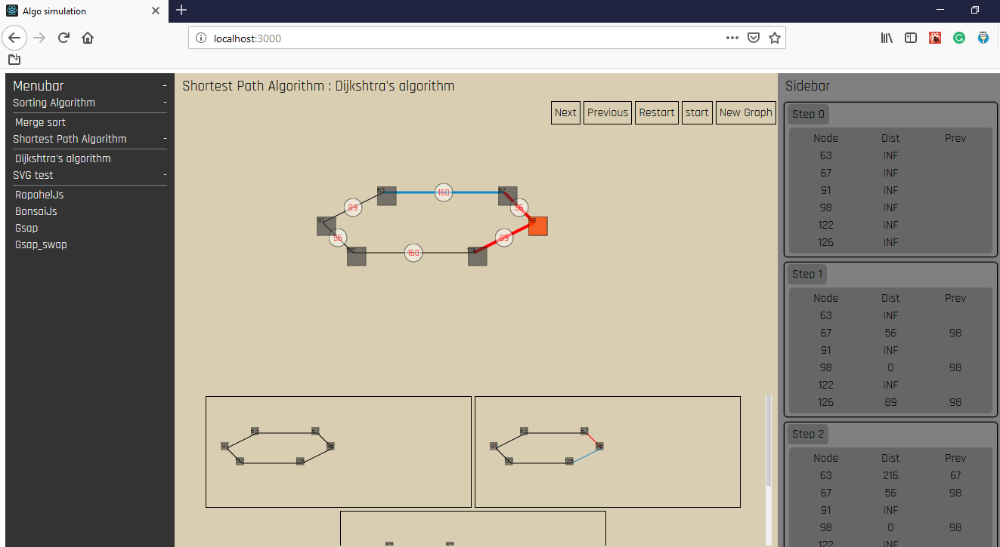 Algo simulation
localhost:3000
Menubar -
Sorting Algorithm -
Merge sort
Shortest Path Algorithm -
Dijkshtra's algorithm
SVG test -
RapahelJs
BonsaiJs
Gsap
Gsap_swap
Shortest Path Algorithm : Dijkshtra's algorithm
Next Previous Restart start New Graph
63 160 67
89 56
91 98
56 89
122 160 126
63 67
91 98
122 126
63 67
91 98
122 126
63 67
Sidebar
Step 0
Node Dist Prev
63 INF
67 INF
91 INF
98 INF
122 INF
126 INF
Step 1
Node Dist Prev
63 INF
67 56 98
91 INF
98 0 98
122 INF
126 89 98
Step 2
Node Dist Prev
63 216 67
67 56 98
91 INF
98 0 98
122 INF